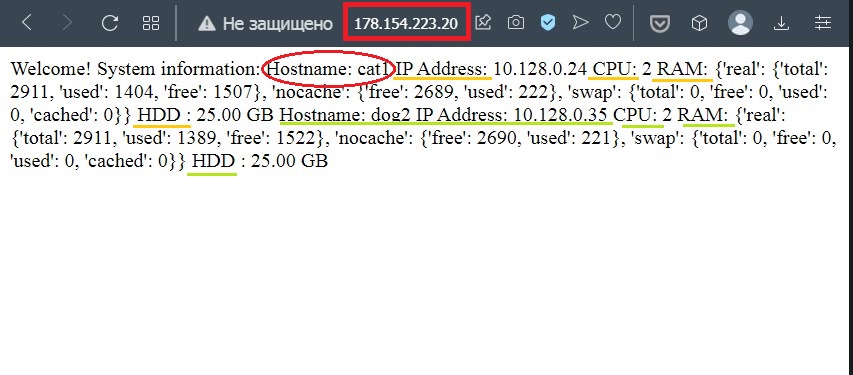 Не защищено 178.154.223.20
Welcome! System information: Hostname: cat1 IP Address: 10.128.0.24 CPU: 2 RAM: {'real': {'total':
2911, 'used': 1404, 'free': 1507}, 'nocache': {'free': 2689, 'used': 222}, 'swap': {'total': 0, 'free': 0, 'used':
0, 'cached': 0}} HDD : 25.00 GB Hostname: dog2 IP Address: 10.128.0.35 CPU: 2 RAM: {'real':
{'total': 2911, 'used': 1389, 'free': 1522}, 'nocache': {'free': 2690, 'used': 221}, 'swap': {'total': 0, 'free': 0,
'used': 0, 'cached': 0}} HDD : 25.00 GB